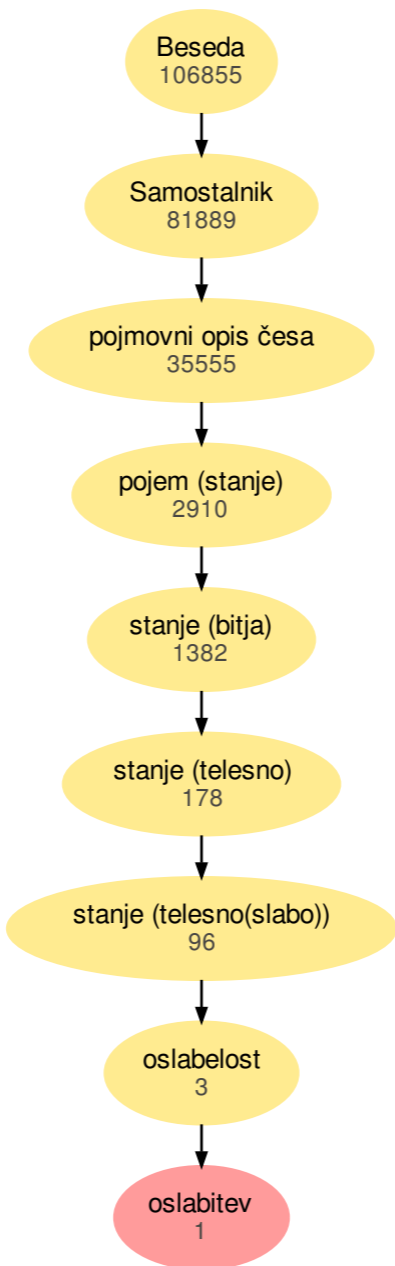 Beseda
106855
Samostalnik
81889
pojmovni opis česa
35555
pojem (stanje)
2910
stanje (bitja)
1382
stanje (telesno)
178
stanje (telesno(slabo))
96
oslabelost
3
oslabitev
1